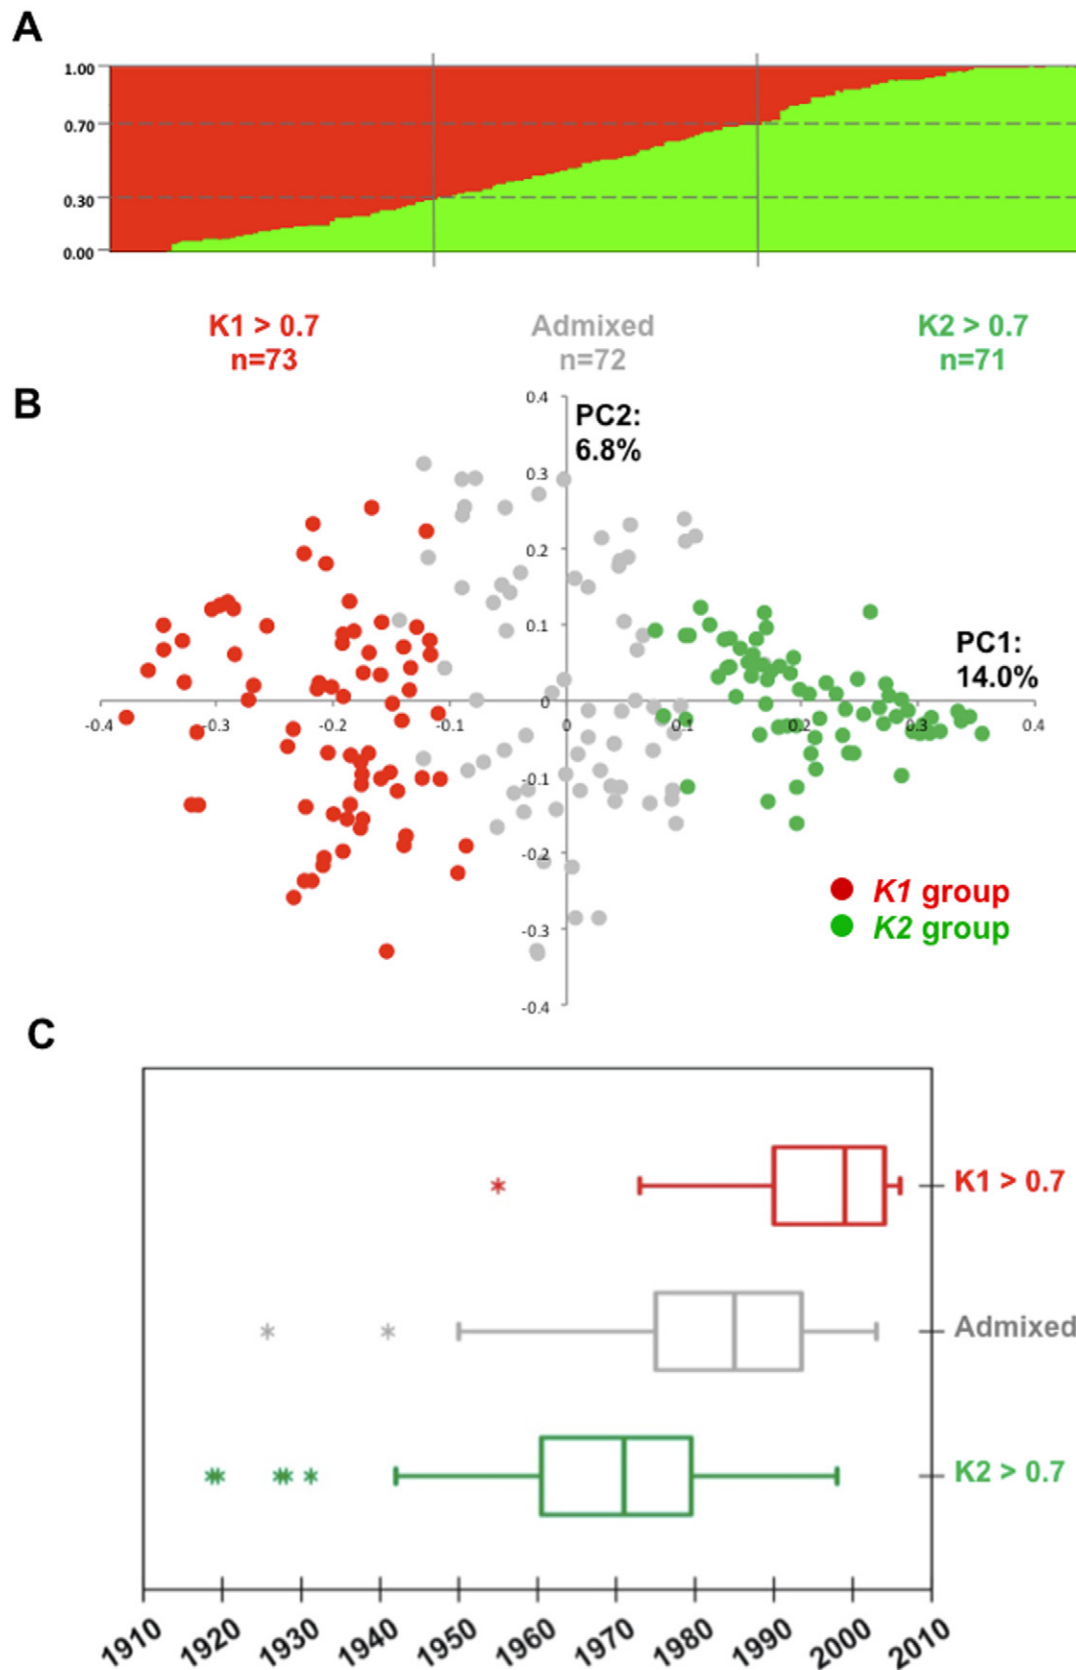 A
1.00
0.70
0.30
0.00
K1 > 0.7
n=73
Admixed
n=72
K2 > 0.7
n=71
B
0.4
PC2:
6.8%
0.3
0.2
0.1
PC1:
14.0%
-0.4
-0.3
-0.2
-0.1
0
0.1
0.2
0.3
0.4
-0.1
-0.2
-0.3
-0.4
K1 group
K2 group
C
K1 > 0.7
Admixed
K2 > 0.7
1910
1920
1930
1940
1950
1960
1970
1980
1990
2000
2010